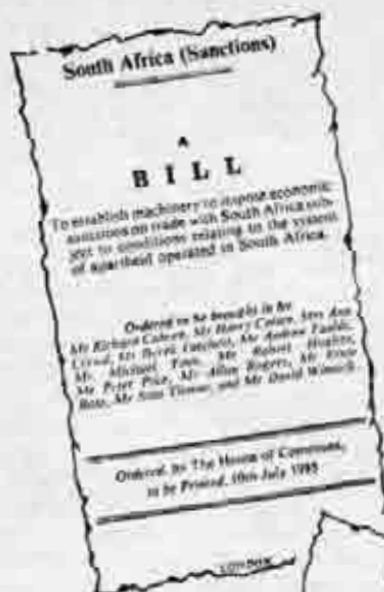 South Africa (Sanctions)
A
BILL
To establish machinery to impose economic
sanctions on trade with South Africa sub-
ject to conditions relating to the system
of apartheid operated in South Africa.
Ordered to be brought in by
Mr Richard Caborn, Mr Harry Cohen, Mrs Ann
Mr Derek Fatchett, Mr Andrew Faulds,
Mr Michael Foot, Mr Robert Hughes,
Mr Peter Pike, Mr Allan Rogers, Mr Ernie
Ross, Mr Stan Thorne, and Mr David Winnick
Ordered, by The House of Commons,
to be Printed, 10th July 1985
LONDON